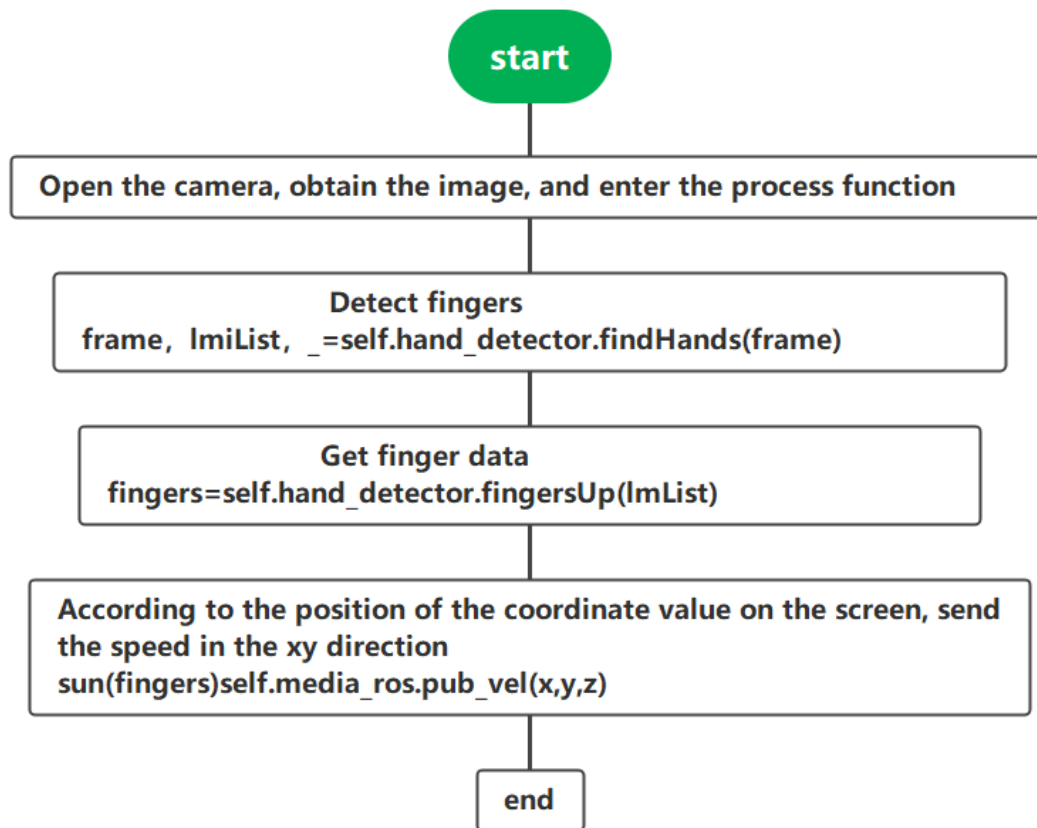 start
Open the camera, obtain the image, and enter the process function
Detect fingers
frame，lmiList，_=self.hand_detector.findHands(frame)
Get finger data
fingers=self.hand_detector.fingersUp(lmList)
According to the position of the coordinate value on the screen, send
the speed in the xy direction
sun(fingers)self.media_ros.pub_vel(x,y,z)
end